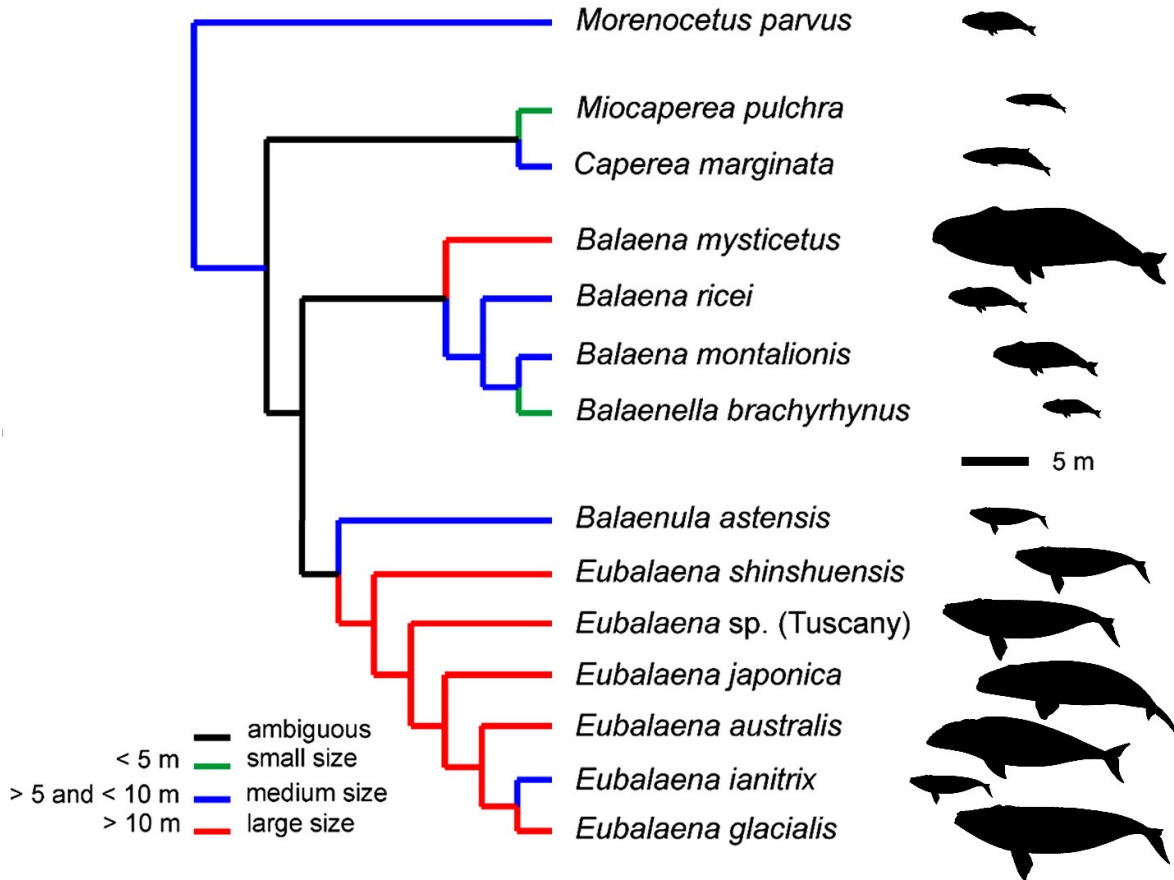 Morenocetus parvus
Miocaperea pulchra
Caperea marginata
Balaena mysticetus
Balaena ricei
Balaena montalionis
Balaenella brachyrhynus
5 m
Balaenula astensis
Eubalaena shinshuensis
Eubalaena sp. (Tuscany)
Eubalaena japonica
Eubalaena australis
Eubalaena ianitrix
Eubalaena glacialis
ambiguous
< 5 m small size
> 5 and < 10 m medium size
> 10 m large size